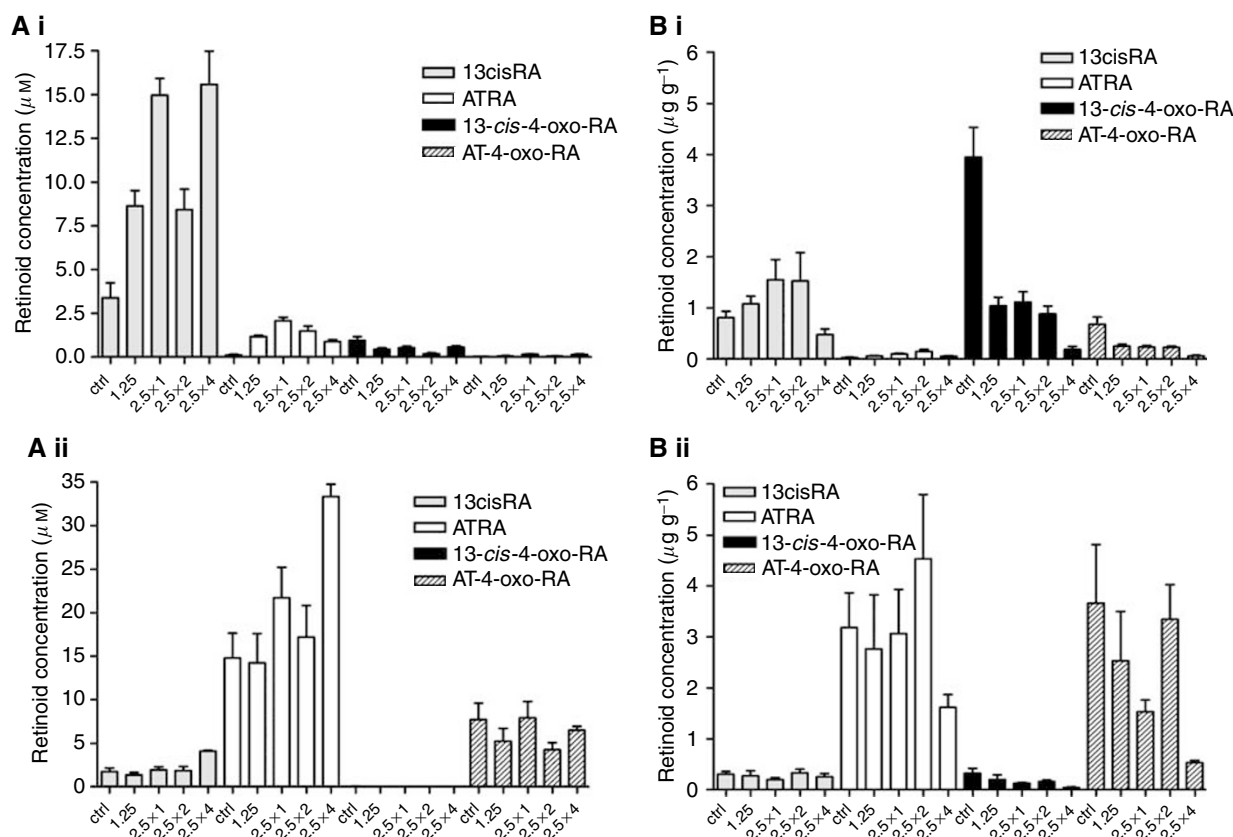 A i
Retinoid concentration (μM)
17.5
15.0
12.5
10.0
7.5
5.0
2.5
0.0
13cisRA
ATRA
13-cis-4-oxo-RA
AT-4-oxo-RA
ctrl 1.25 2.5×1 2.5×2 2.5×4 ctrl 1.25 2.5×1 2.5×2 2.5×4 ctrl 1.25 2.5×1 2.5×2 2.5×4 ctrl 1.25 2.5×1 2.5×2 2.5×4
B i
Retinoid concentration (μg g⁻¹)
6
5
4
3
2
1
0
13cisRA
ATRA
13-cis-4-oxo-RA
AT-4-oxo-RA
ctrl 1.25 2.5×1 2.5×2 2.5×4 ctrl 1.25 2.5×1 2.5×2 2.5×4 ctrl 1.25 2.5×1 2.5×2 2.5×4 ctrl 1.25 2.5×1 2.5×2 2.5×4
A ii
Retinoid concentration (μM)
35
30
25
20
15
10
5
0
13cisRA
ATRA
13-cis-4-oxo-RA
AT-4-oxo-RA
ctrl 1.25 2.5×1 2.5×2 2.5×4 ctrl 1.25 2.5×1 2.5×2 2.5×4 ctrl 1.25 2.5×1 2.5×2 2.5×4 ctrl 1.25 2.5×1 2.5×2 2.5×4
B ii
Retinoid concentration (μg g⁻¹)
6
5
4
3
2
1
0
13cisRA
ATRA
13-cis-4-oxo-RA
AT-4-oxo-RA
ctrl 1.25 2.5×1 2.5×2 2.5×4 ctrl 1.25 2.5×1 2.5×2 2.5×4 ctrl 1.25 2.5×1 2.5×2 2.5×4 ctrl 1.25 2.5×1 2.5×2 2.5×4